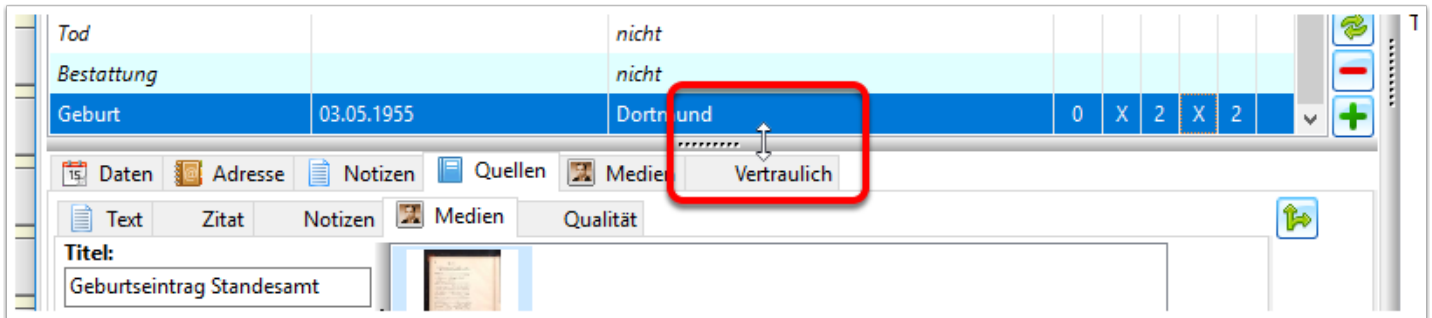 Tod nicht
Bestattung nicht
Geburt 03.05.1955 Dortmund 0 X 2 X 2
Daten Adresse Notizen Quellen Medien Vertraulich
Text Zitat Notizen Medien Qualität
Titel:
Geburtseintrag Standesamt